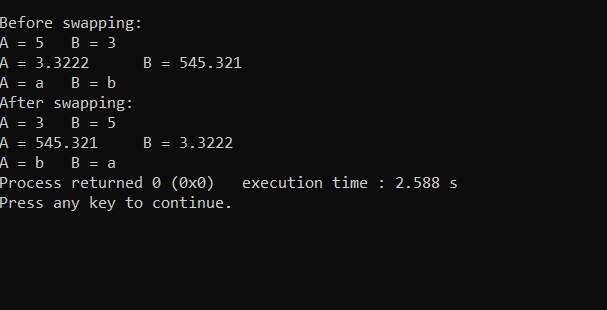 Before swapping:
A = 5   B = 3
A = 3.3222      B = 545.321
A = a   B = b
After swapping:
A = 3   B = 5
A = 545.321     B = 3.3222
A = b   B = a
Process returned 0 (0x0)   execution time : 2.588 s
Press any key to continue.